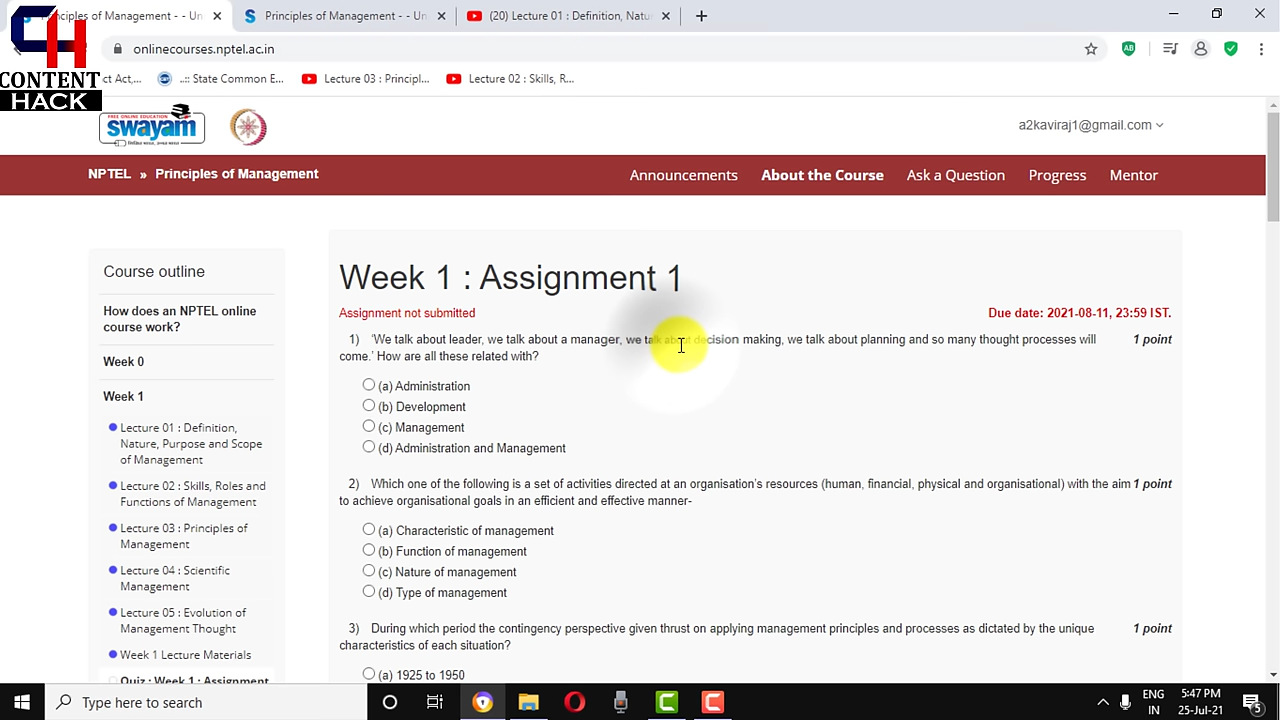 Principles of Management - - Un
Principles of Management - - Un
(20) Lecture 01 : Definition, Natu
CH
CONTENT
HACK
onlinecourses.nptel.ac.in
ct Act,...
..:: State Common E...
Lecture 03 : Principl...
Lecture 02 : Skills, R...
FREE ONLINE EDUCATION
swayam
a2kaviraj1@gmail.com
NPTEL » Principles of Management
Announcements
About the Course
Ask a Question
Progress
Mentor
Course outline
How does an NPTEL online
course work?
Week 0
Week 1
Lecture 01 : Definition,
Nature, Purpose and Scope
of Management
Lecture 02 : Skills, Roles and
Functions of Management
Lecture 03 : Principles of
Management
Lecture 04 : Scientific
Management
Lecture 05 : Evolution of
Management Thought
Week 1 Lecture Materials
Quiz : Week 1 : Assignment
Week 1 : Assignment 1
Assignment not submitted
Due date: 2021-08-11, 23:59 IST.
1) ‘We talk about leader, we talk about a manager, we talk about decision making, we talk about planning and so many thought processes will 1 point
come.’ How are all these related with?
(a) Administration
(b) Development
(c) Management
(d) Administration and Management
2) Which one of the following is a set of activities directed at an organisation’s resources (human, financial, physical and organisational) with the aim 1 point
to achieve organisational goals in an efficient and effective manner-
(a) Characteristic of management
(b) Function of management
(c) Nature of management
(d) Type of management
3) During which period the contingency perspective given thrust on applying management principles and processes as dictated by the unique 1 point
characteristics of each situation?
(a) 1925 to 1950
Type here to search
ENG
IN
5:47 PM
25-Jul-21
5